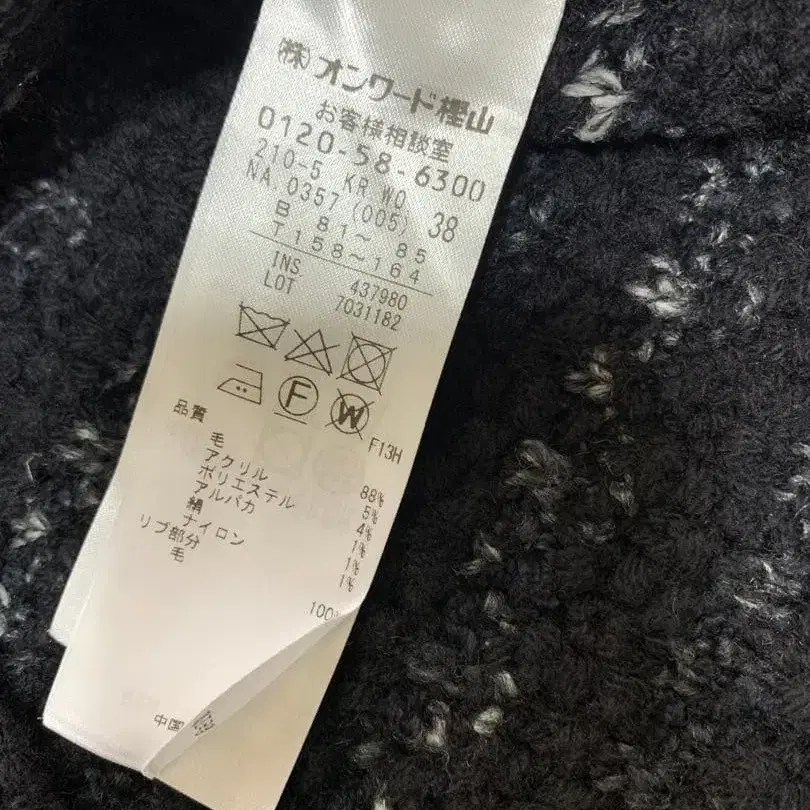 (株)オンワード樫山
お客様相談室
0120-58-6300
210-5 KR WO 38
NA.0357 (005)
B 81～ 85
T 158～164
INS 437980
LOT 7031182
F W
F13H
品質
毛 88%
アクリル 5%
ポリエステル 4%
アルパカ 1%
絹 1%
ナイロン 1%
リブ部分
毛 100%
中国製